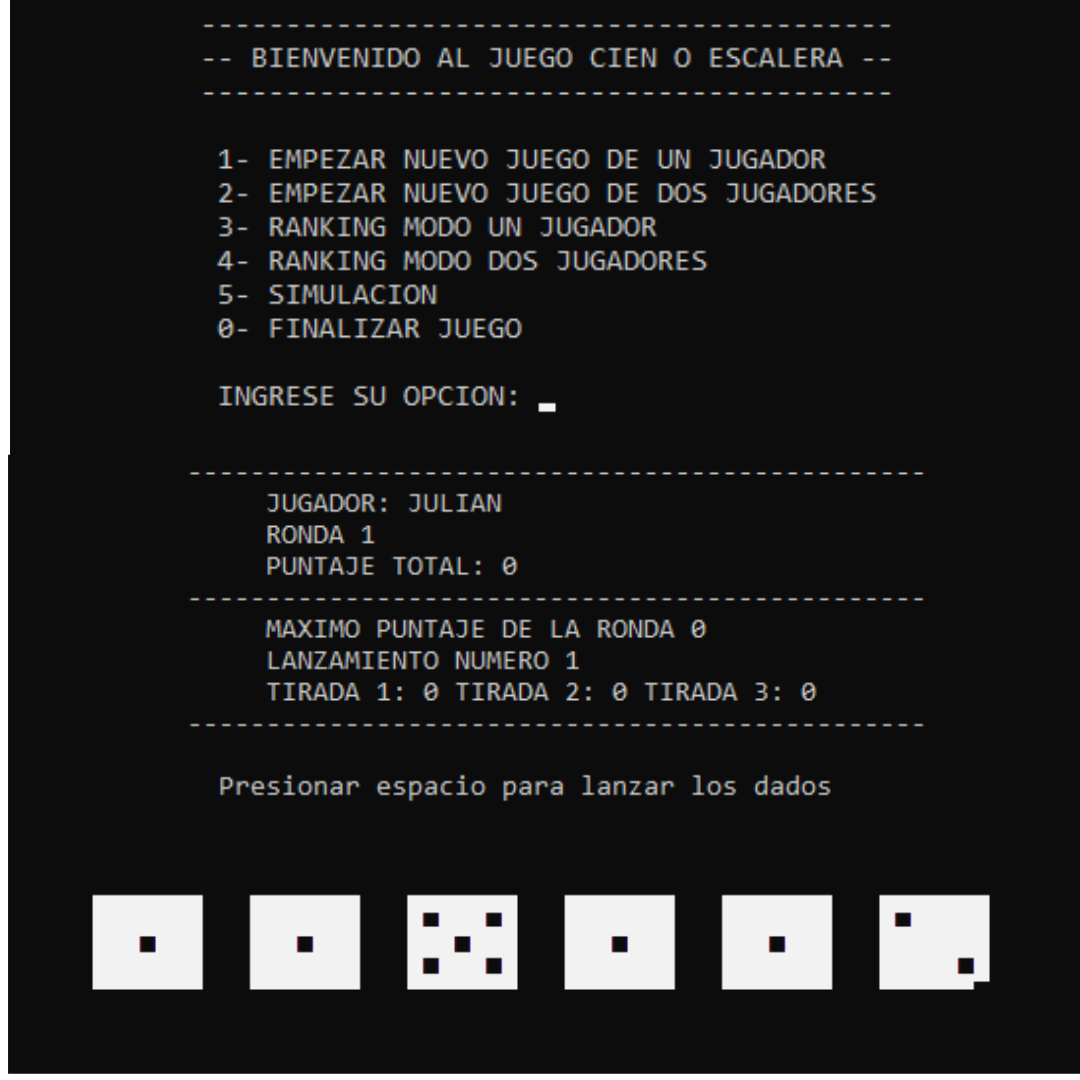 -----------------------------------------
-- BIENVENIDO AL JUEGO CIEN O ESCALERA --
-----------------------------------------
1- EMPEZAR NUEVO JUEGO DE UN JUGADOR
2- EMPEZAR NUEVO JUEGO DE DOS JUGADORES
3- RANKING MODO UN JUGADOR
4- RANKING MODO DOS JUGADORES
5- SIMULACION
0- FINALIZAR JUEGO
INGRESE SU OPCION: _
-----------------------------------------------
JUGADOR: JULIAN
RONDA 1
PUNTAJE TOTAL: 0
-----------------------------------------------
MAXIMO PUNTAJE DE LA RONDA 0
LANZAMIENTO NUMERO 1
TIRADA 1: 0 TIRADA 2: 0 TIRADA 3: 0
-----------------------------------------------
Presionar espacio para lanzar los dados